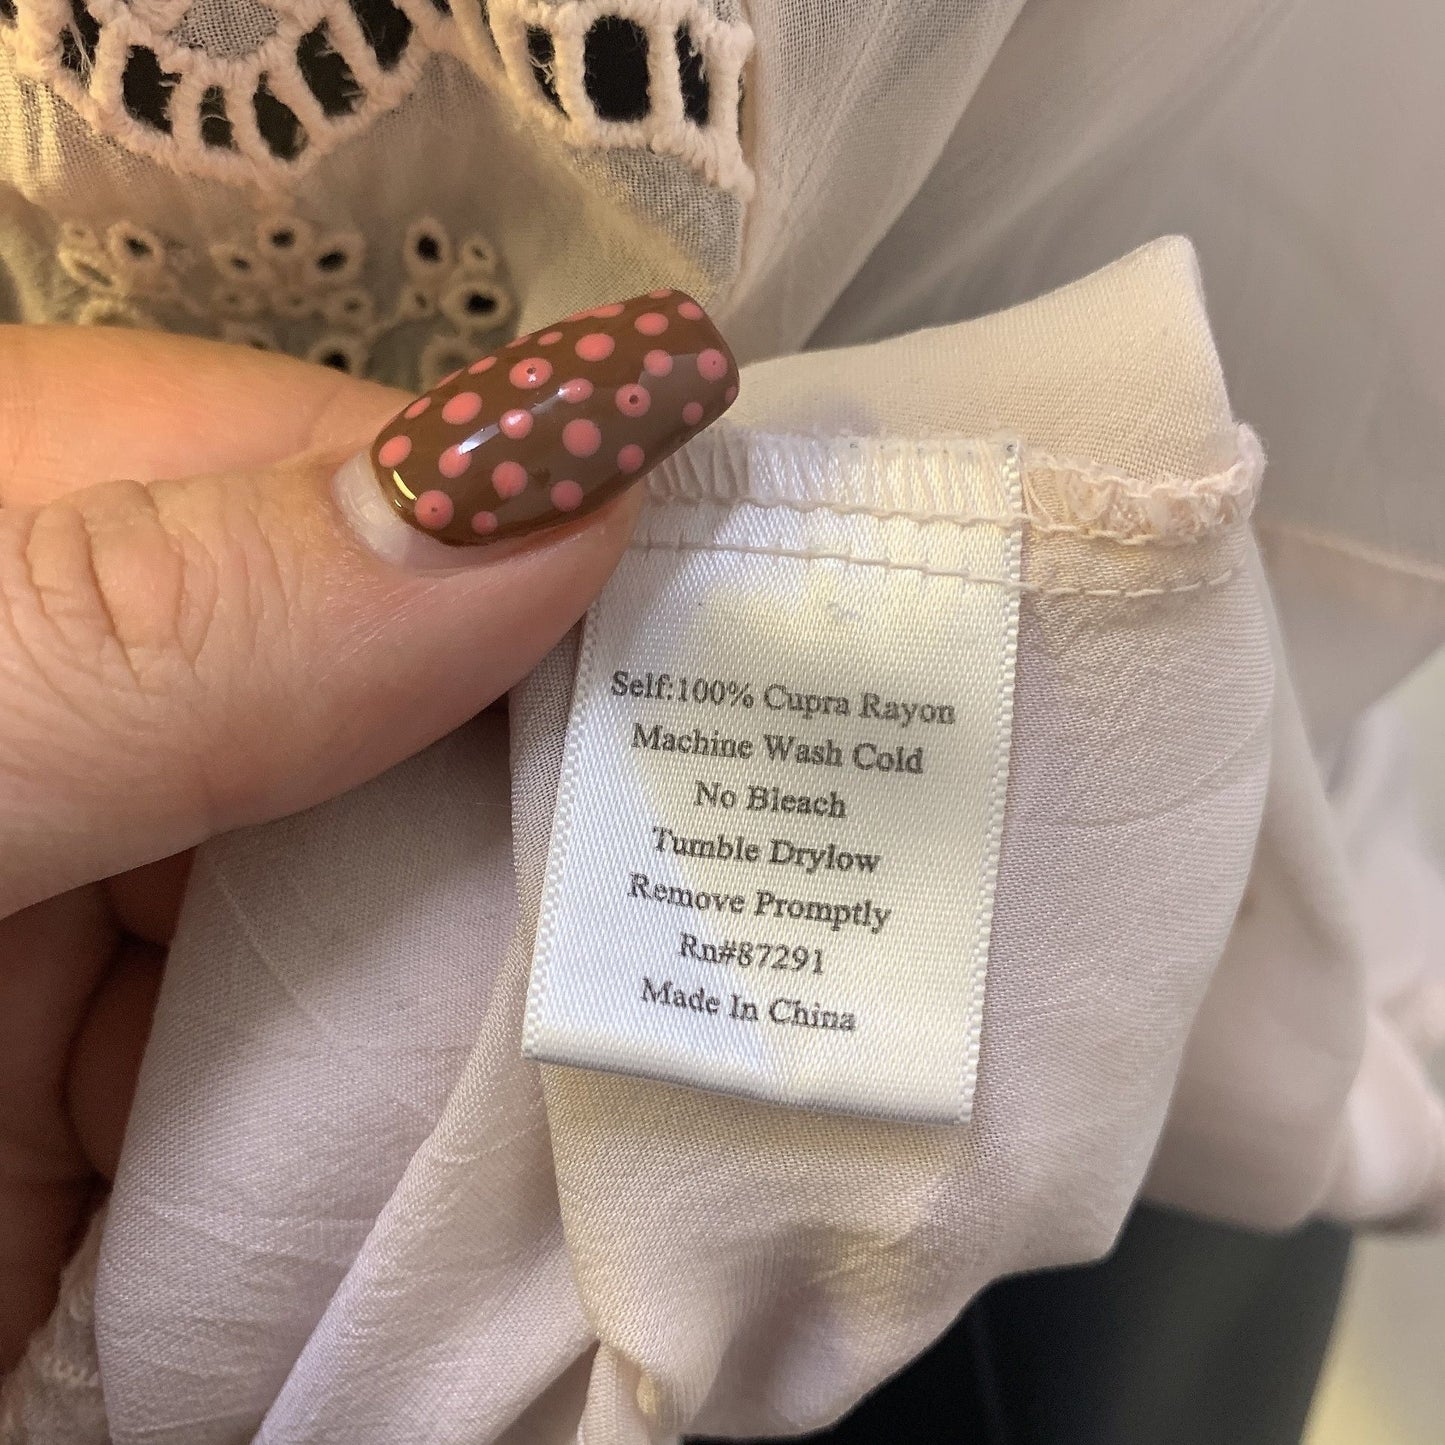 Self:100% Cupra Rayon
Machine Wash Cold
No Bleach
Tumble Drylow
Remove Promptly
Rn#87291
Made In China